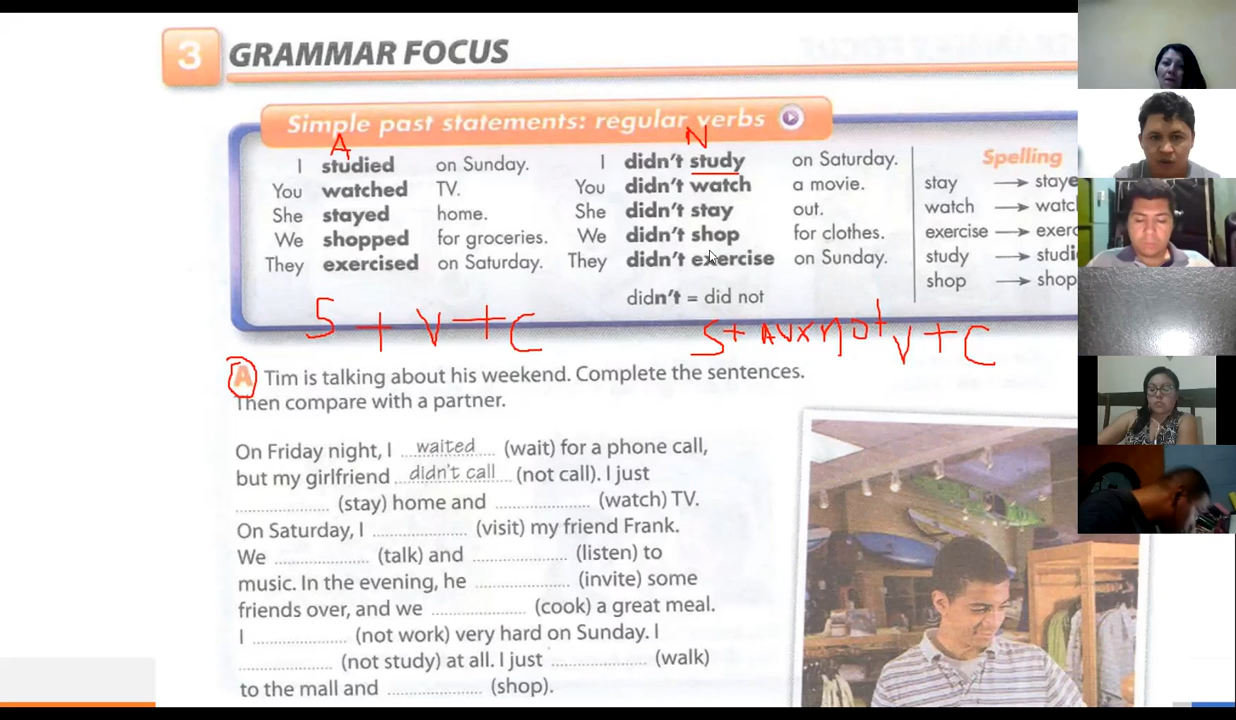 3 GRAMMAR FOCUS
Simple past statements: regular verbs
A
N
I studied on Sunday.
You watched TV.
She stayed home.
We shopped for groceries.
They exercised on Saturday.
I didn't study on Saturday.
You didn't watch a movie.
She didn't stay out.
We didn't shop for clothes.
They didn't exercise on Sunday.
didn't = did not
Spelling
stay → staye
watch → watc
exercise → exerc
study → studi
shop → shop
S + V + C
S + AUX not V + C
A Tim is talking about his weekend. Complete the sentences.
Then compare with a partner.
On Friday night, I waited (wait) for a phone call,
but my girlfriend didn't call (not call). I just
(stay) home and (watch) TV.
On Saturday, I (visit) my friend Frank.
We (talk) and (listen) to
music. In the evening, he (invite) some
friends over, and we (cook) a great meal.
I (not work) very hard on Sunday. I
(not study) at all. I just (walk)
to the mall and (shop).